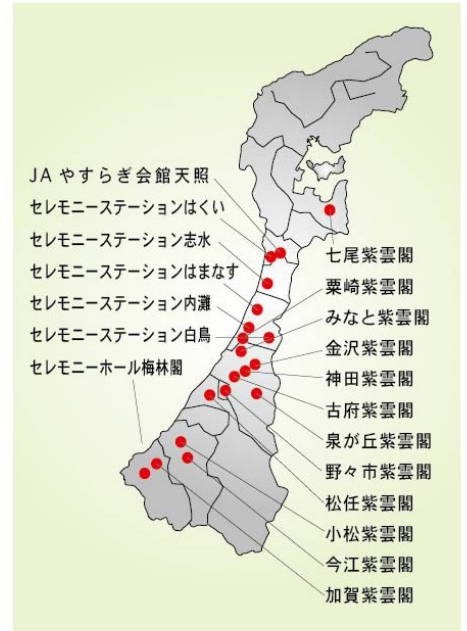 JAやすらぎ会館天照
セレモニーステーションはくい
セレモニーステーション志水
セレモニーステーションはまなす
セレモニーステーション内灘
セレモニーステーション白鳥
セレモニーホール梅林閣
七尾紫雲閣
粟崎紫雲閣
みなと紫雲閣
金沢紫雲閣
神田紫雲閣
古府紫雲閣
泉が丘紫雲閣
野々市紫雲閣
松任紫雲閣
小松紫雲閣
今江紫雲閣
加賀紫雲閣